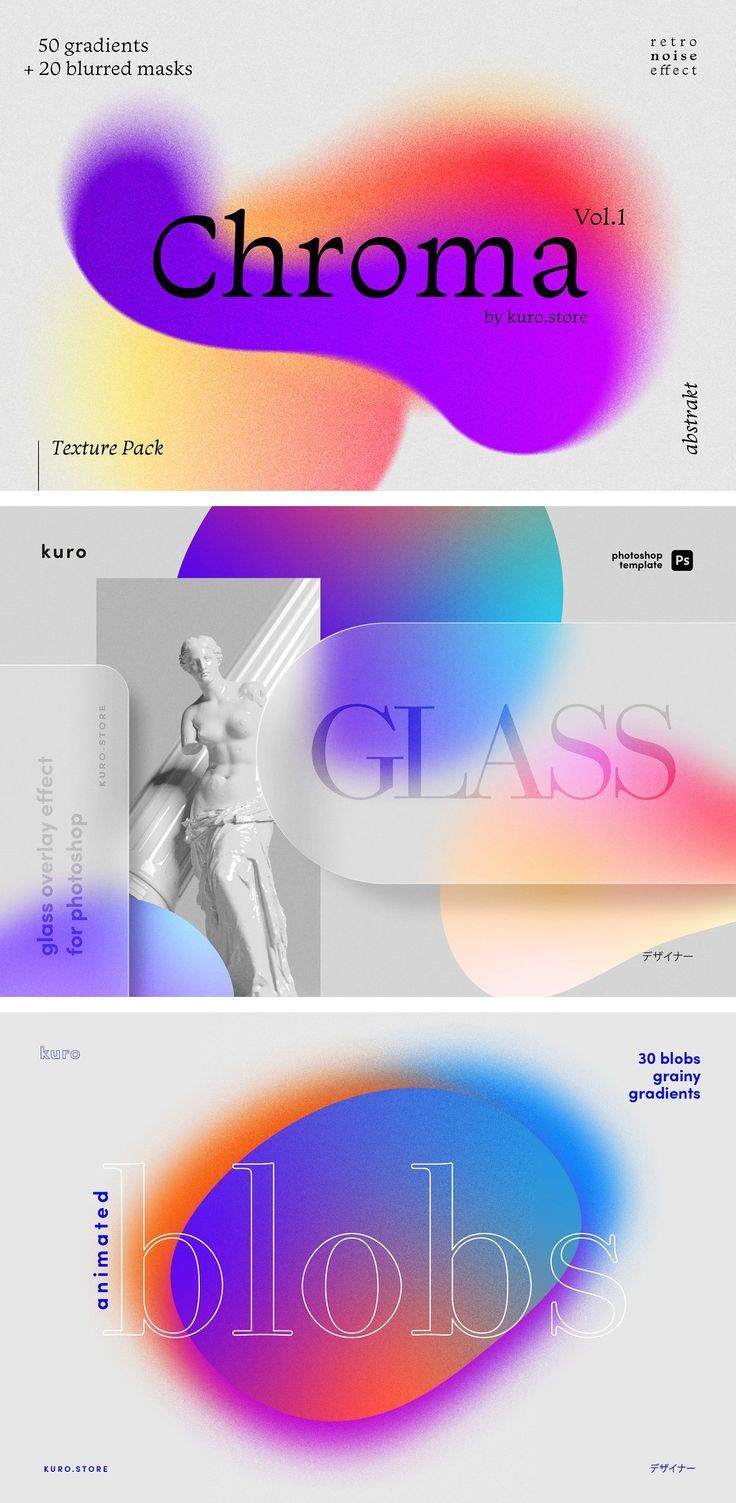 50 gradients
+ 20 blurred masks
retro
noise
effect
Vol.1
Chroma
by kuro.store
abstrakt
Texture Pack
kuro
photoshop
template
Ps
KURO.STORE
GLASS
glass overlay effect
for photoshop
デザイナー
kuro
30 blobs
grainy
gradients
animated
blobs
KURO.STORE
デザイナー